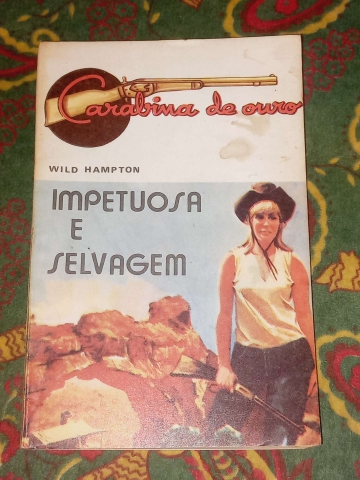 Carabina de ouro
WILD HAMPTON
IMPETUOSA
E
SELVAGEM